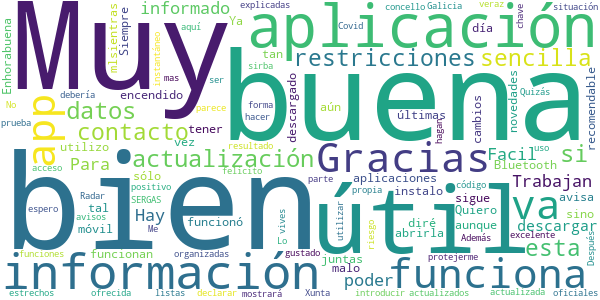 Muy
buena
bien
útil
aplicación
información
funciona
Gracias
va
app
restricciones
sencilla
datos
contacto
actualización
si
esta
informado
Siempre
mismientras
Enhorabuena
Ya
aquí
explicadas
Covid
concello
Galicia
veraz
situación
día
chave
tan
instantáneo
encendido
mas
ser
sirba
descargado
aún
últimas
cambios
novedades
Quizás
recomendable
No
debería
parece
forma
hacer
tener
hagan
prueba
utilizo
Para
vez
resultado
Facil
uso
Bluetooth
Trabajan
acceso
sólo
felicito
parte
aplicaciones
propia
instalo
código
positivo
Radar
SERGAS
Hay
funcionó
vives
utilizar
riesgo
diré
abrirla
sigue
Quiero
aunque
Además
sino
avisa
descargar
excelente
Después
espero
avisos
tal
móvil
Me
Lo
gustado
juntas
malo
poder
protejerme
funciones
funcionan
organizadas
estrechos
ofrecida
listas
declarar
mostrará
Xunta
introducir
actualizados
actualizada
oficiales